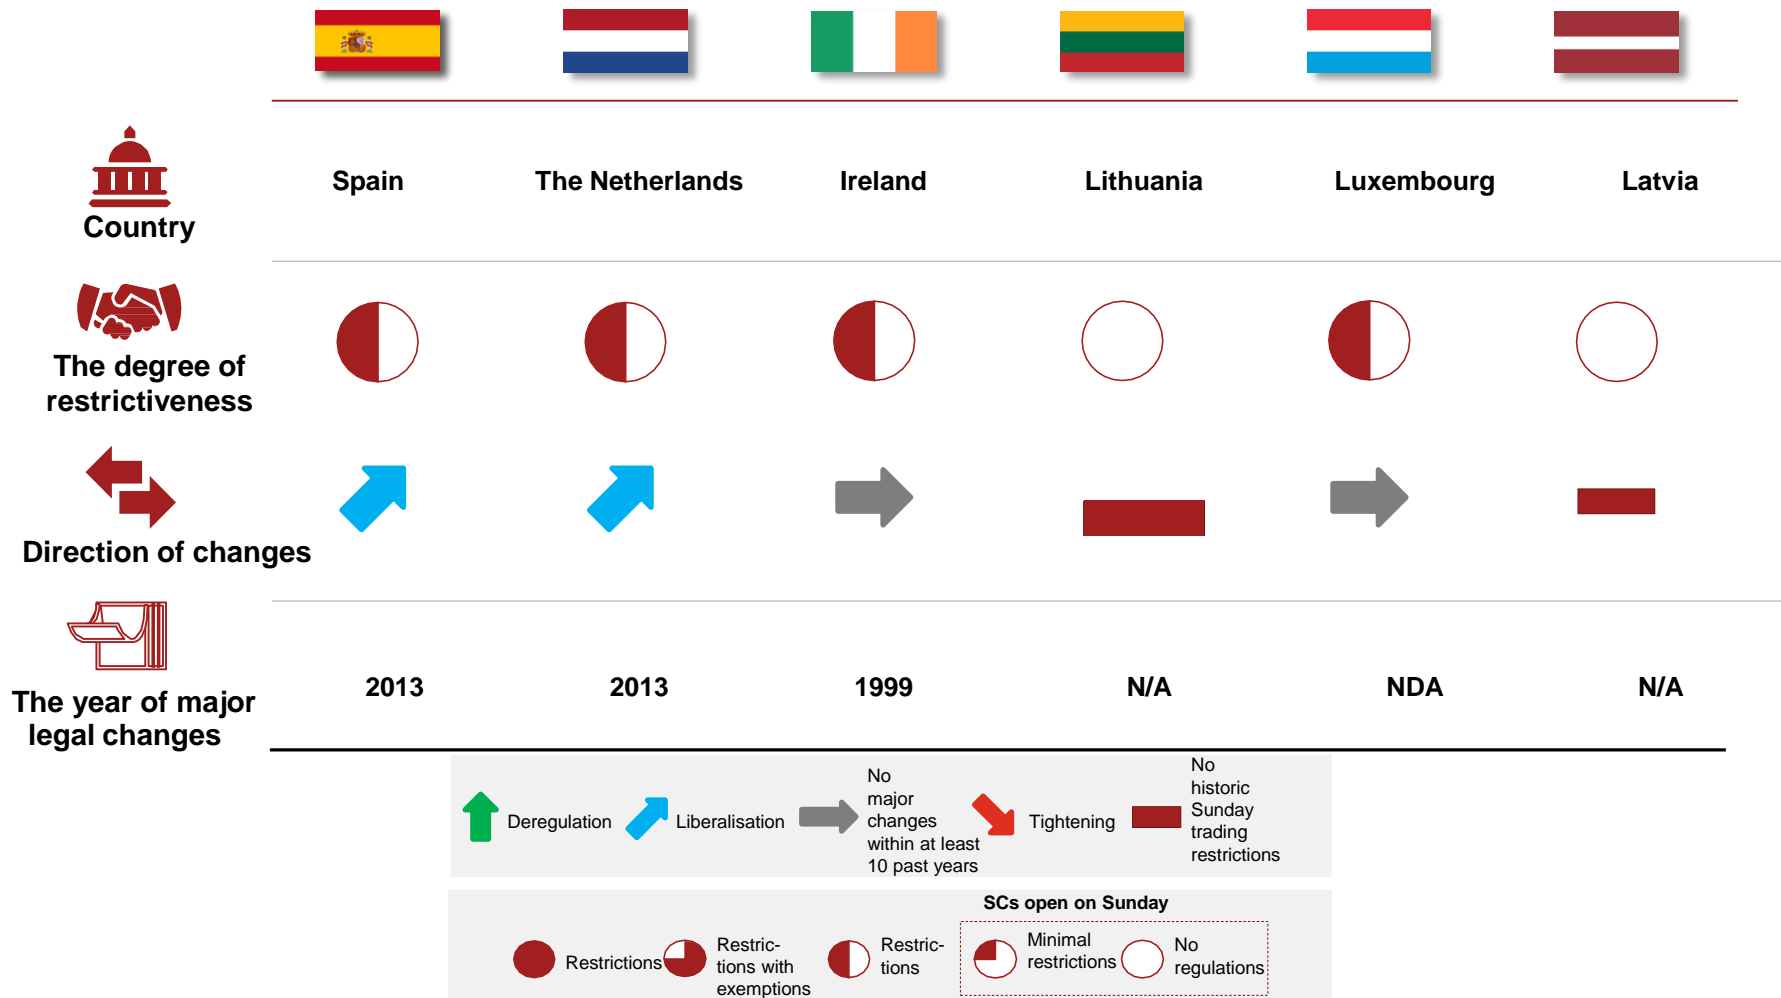 Country
Spain
The Netherlands
Ireland
Lithuania
Luxembourg
Latvia
The degree of
restrictiveness
Direction of changes
The year of major
legal changes
2013
2013
1999
N/A
NDA
N/A
Deregulation
Liberalisation
No
major
changes
within at least
10 past years
Tightening
No
historic
Sunday
trading
restrictions
SCs open on Sunday
Restrictions
Restric-
tions with
exemptions
Restric-
tions
Minimal
restrictions
No
regulations